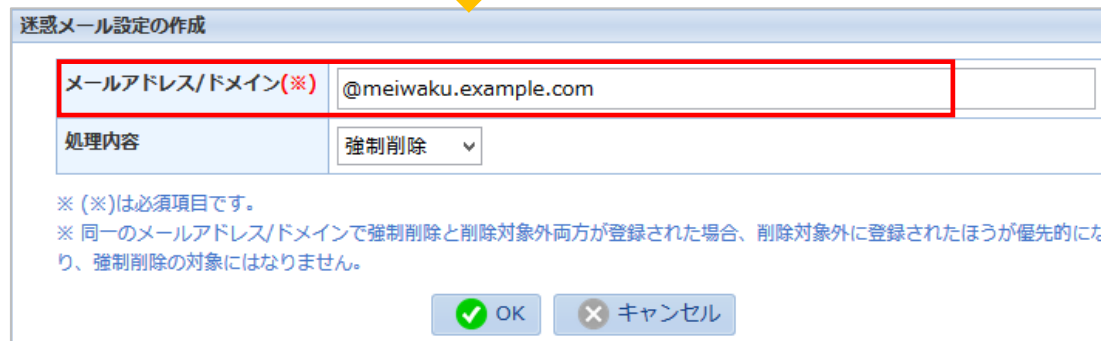 迷惑メール設定の作成
メールアドレス/ドメイン(※) @meiwaku.example.com
処理内容 強制削除
※ (※)は必須項目です。
※ 同一のメールアドレス/ドメインで強制削除と削除対象外両方が登録された場合、削除対象外に登録されたほうが優先的にな
り、強制削除の対象にはなりません。
OK キャンセル